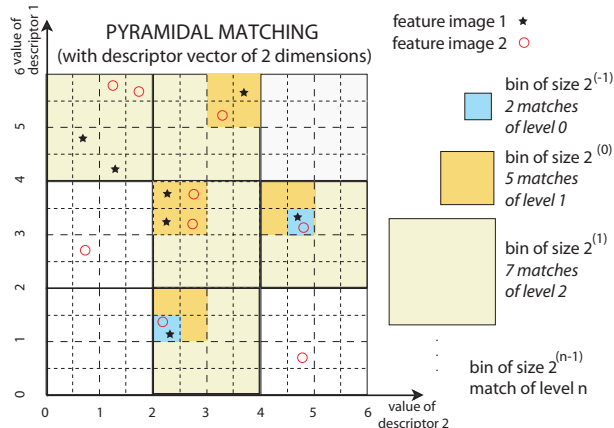 PYRAMIDAL MATCHING
(with descriptor vector of 2 dimensions)
value of
descriptor 1
feature image 1
feature image 2
bin of size 2^(-1)
2 matches
of level 0
bin of size 2^(0)
5 matches
of level 1
bin of size 2^(1)
7 matches
of level 2
bin of size 2^(n-1)
match of level n
6
5
4
3
2
1
0
0 1 2 3 4 5 6
value of
descriptor 2